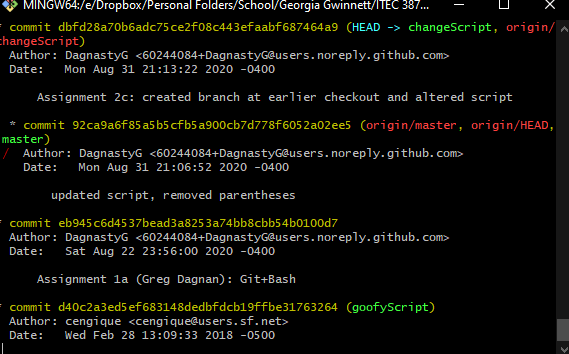 MINGW64:/e/Dropbox/Personal Folders/School/Georgia Gwinnett/ITEC 387...
* commit dbfd28a70b6adc75ce2f08c443efaabf687464a9 (HEAD -> changeScript, origin/
changeScript)
Author: DagnastyG <60244084+DagnastyG@users.noreply.github.com>
Date:   Mon Aug 31 21:13:22 2020 -0400
Assignment 2c: created branch at earlier checkout and altered script
* commit 92ca9a6f85a5b5cfb5a900cb7d778f6052a02ee5 (origin/master, origin/HEAD,
master)
/ Author: DagnastyG <60244084+DagnastyG@users.noreply.github.com>
Date:   Mon Aug 31 21:06:52 2020 -0400
updated script, removed parentheses
* commit eb945c6d4537bead3a8253a74bb8cbb54b0100d7
Author: DagnastyG <60244084+DagnastyG@users.noreply.github.com>
Date:   Sat Aug 22 23:56:00 2020 -0400
Assignment 1a (Greg Dagnan): Git+Bash
* commit d40c2a3ed5ef683148dedbfdcb19ffbe31763264 (goofyScript)
Author: cengique <cengique@users.sf.net>
Date:   Wed Feb 28 13:09:33 2018 -0500